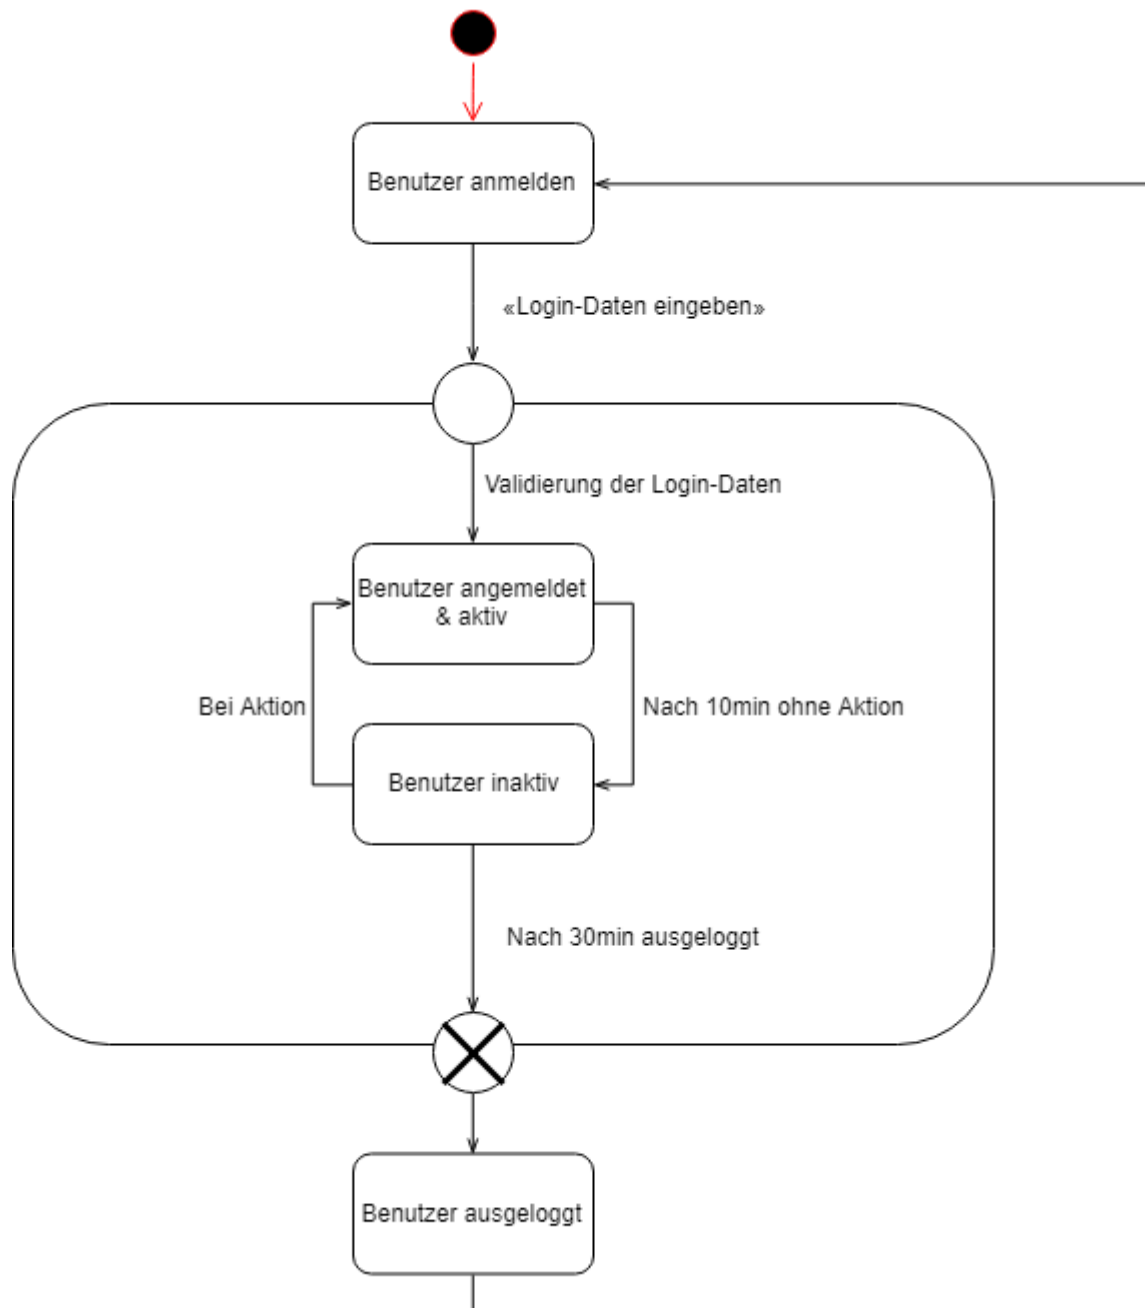 Benutzer anmelden
«Login-Daten eingeben»
Validierung der Login-Daten
Benutzer angemeldet
& aktiv
Bei Aktion
Nach 10min ohne Aktion
Benutzer inaktiv
Nach 30min ausgeloggt
Benutzer ausgeloggt